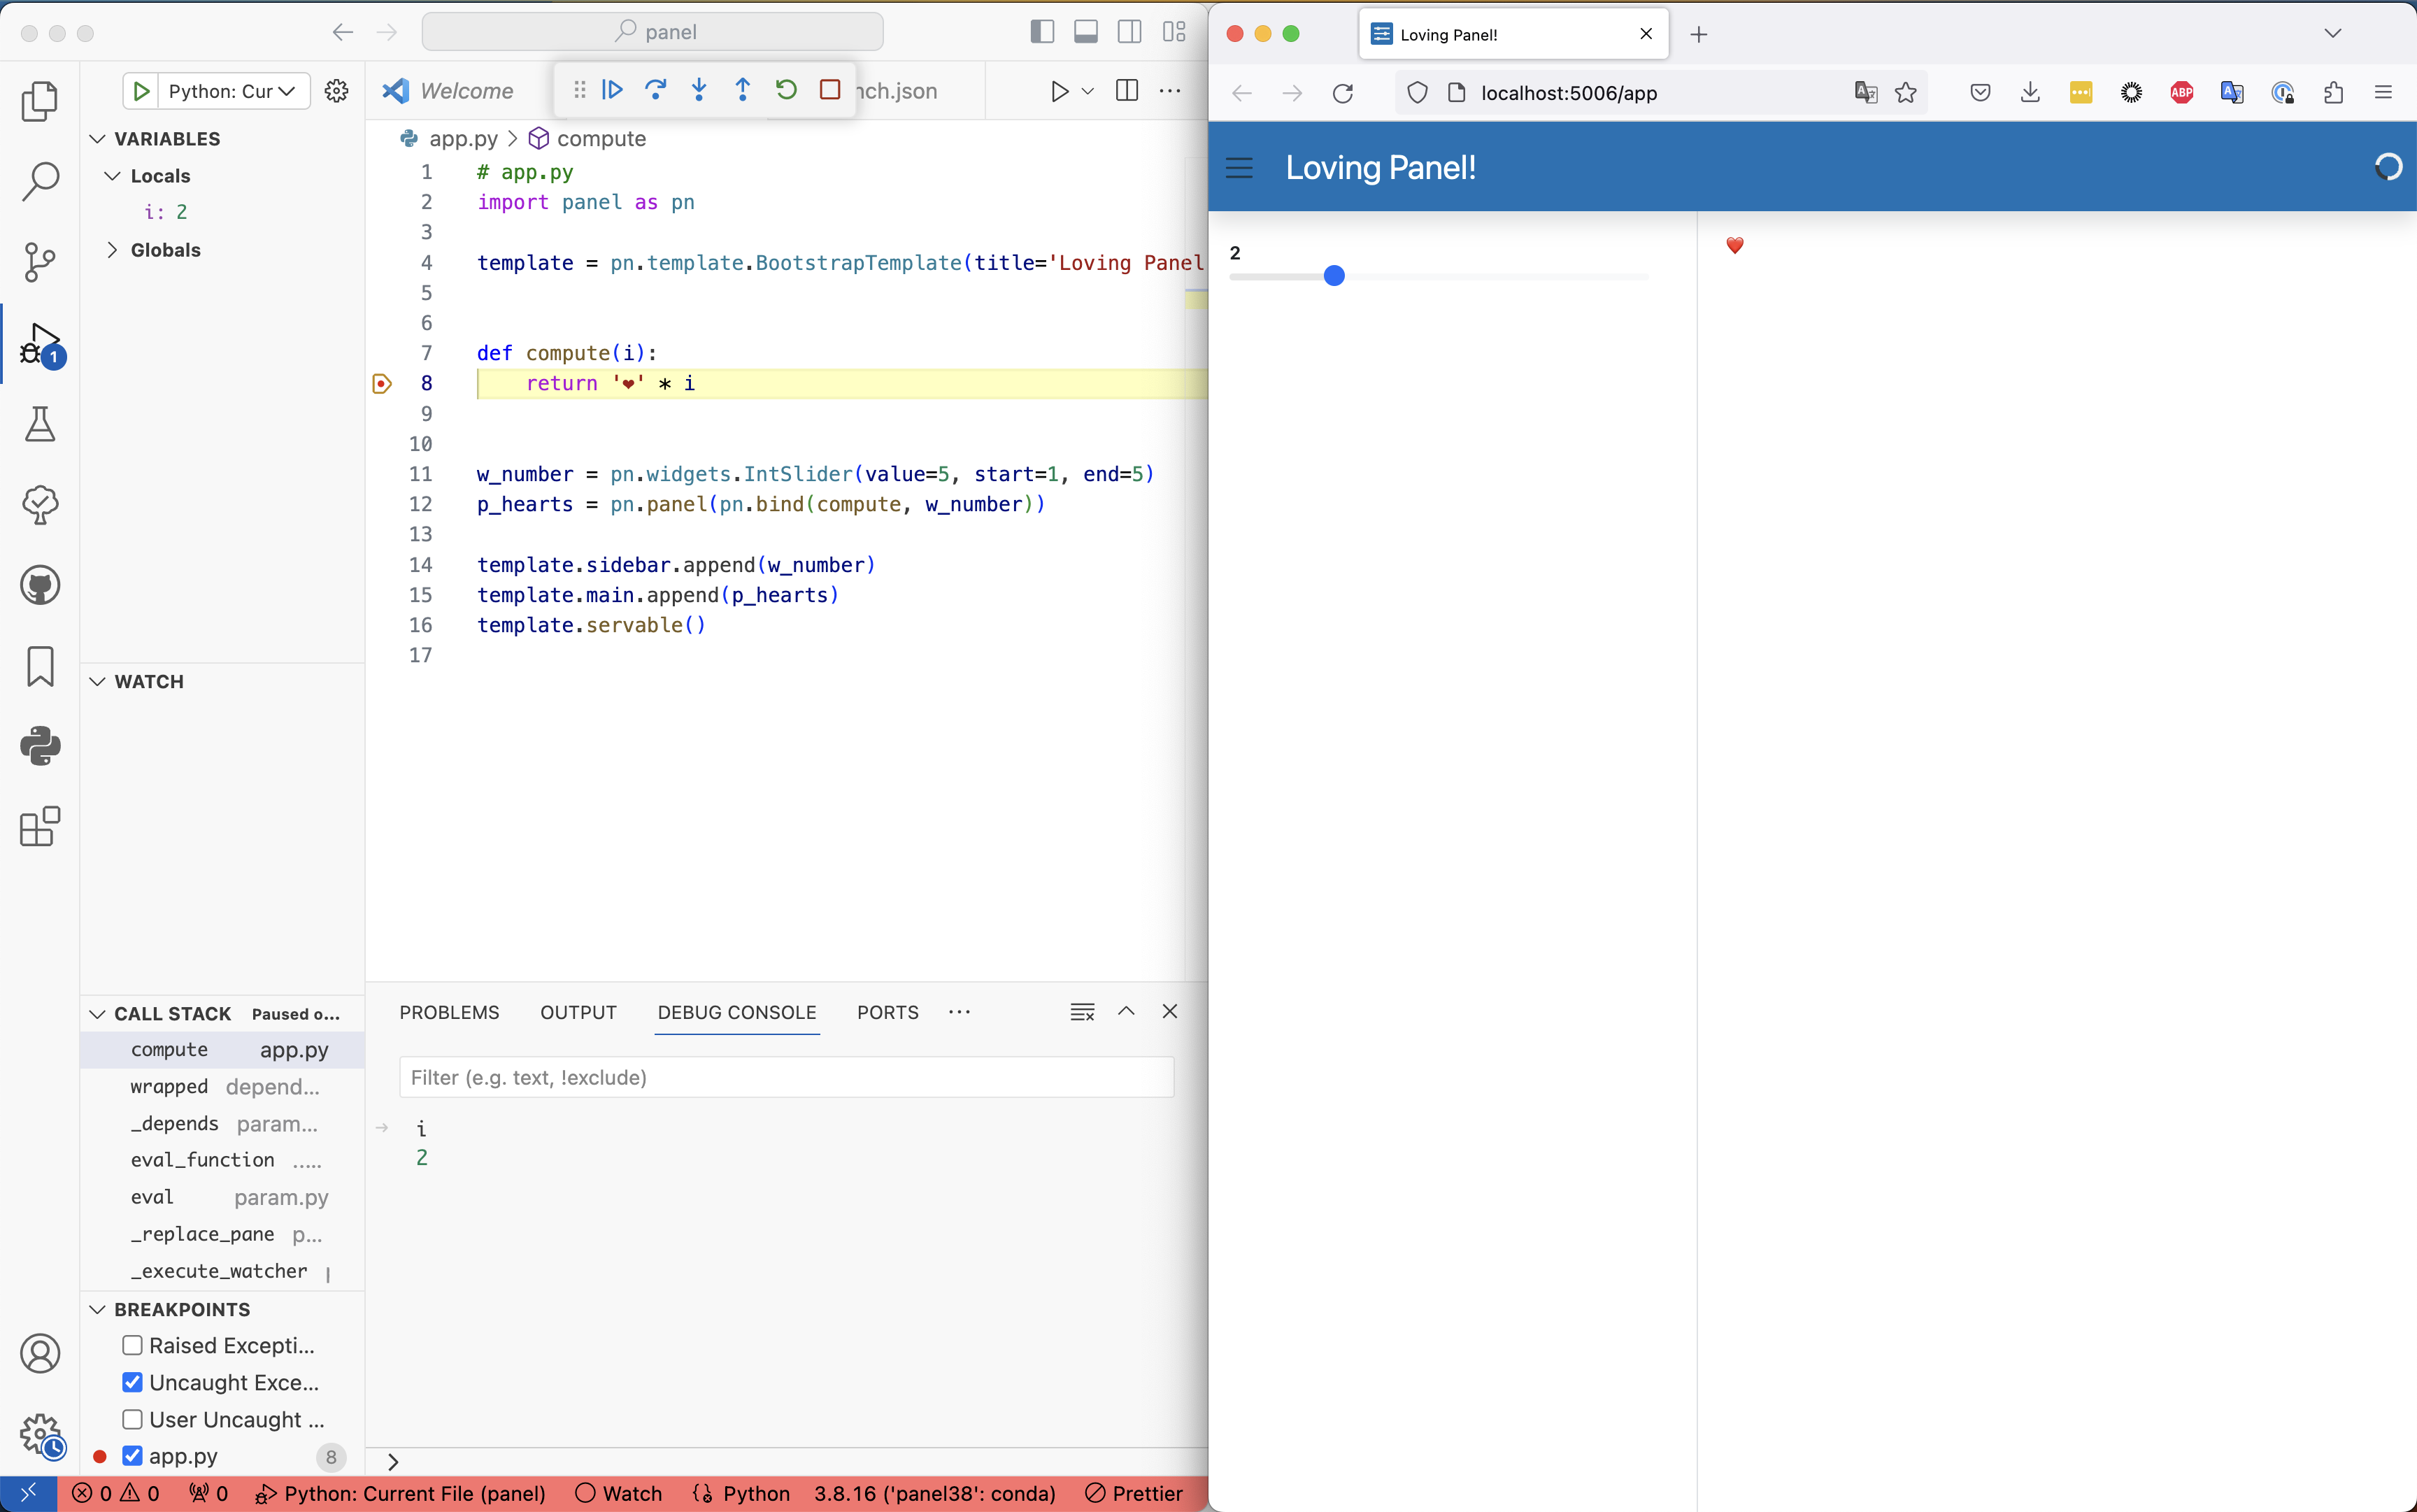 panel
Python: Cur
VARIABLES
Locals
i: 2
Globals
WATCH
CALL STACK Paused o...
compute app.py
wrapped depend...
_depends param...
eval_function .....
eval param.py
_replace_pane p...
_execute_watcher
BREAKPOINTS
Raised Excepti...
Uncaught Exce...
User Uncaught ...
app.py 8
1
Welcome
nch.json
app.py > compute
1 # app.py
2 import panel as pn
3
4 template = pn.template.BootstrapTemplate(title='Loving Panel
5
6
7 def compute(i):
8 return '❤' * i
9
10
11 w_number = pn.widgets.IntSlider(value=5, start=1, end=5)
12 p_hearts = pn.panel(pn.bind(compute, w_number))
13
14 template.sidebar.append(w_number)
15 template.main.append(p_hearts)
16 template.servable()
17
PROBLEMS OUTPUT DEBUG CONSOLE PORTS ...
Filter (e.g. text, !exclude)
i
2
0 0 0 Python: Current File (panel) Watch Python 3.8.16 ('panel38': conda) Prettier
Loving Panel!
localhost:5006/app
ABP
Loving Panel!
2
❤️